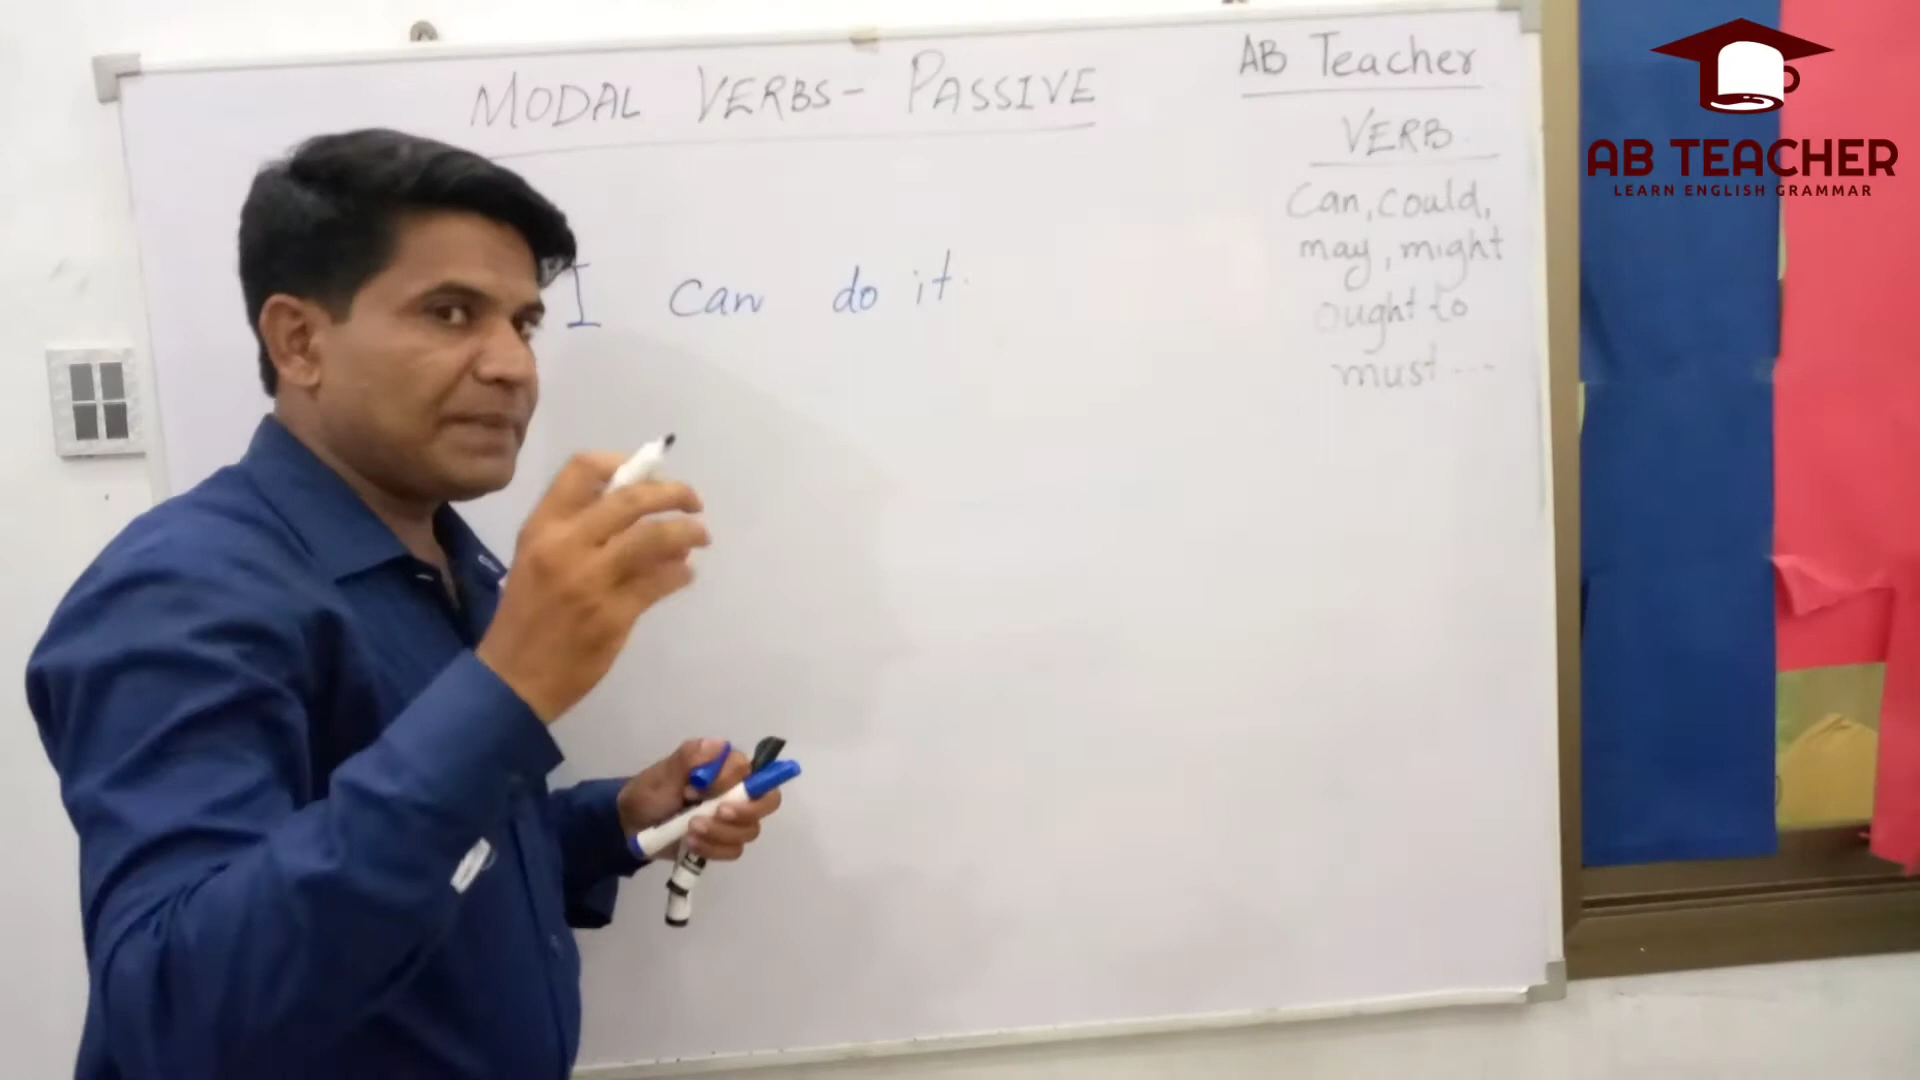 MODAL VERBS - PASSIVE
I can do it.
AB Teacher
VERB
Can, could,
may, might
ought to
must ...
AB TEACHER
LEARN ENGLISH GRAMMAR